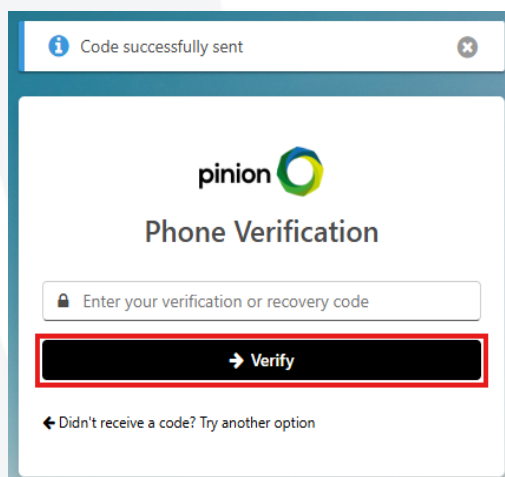 Code successfully sent
pinion
Phone Verification
Enter your verification or recovery code
Verify
Didn't receive a code? Try another option